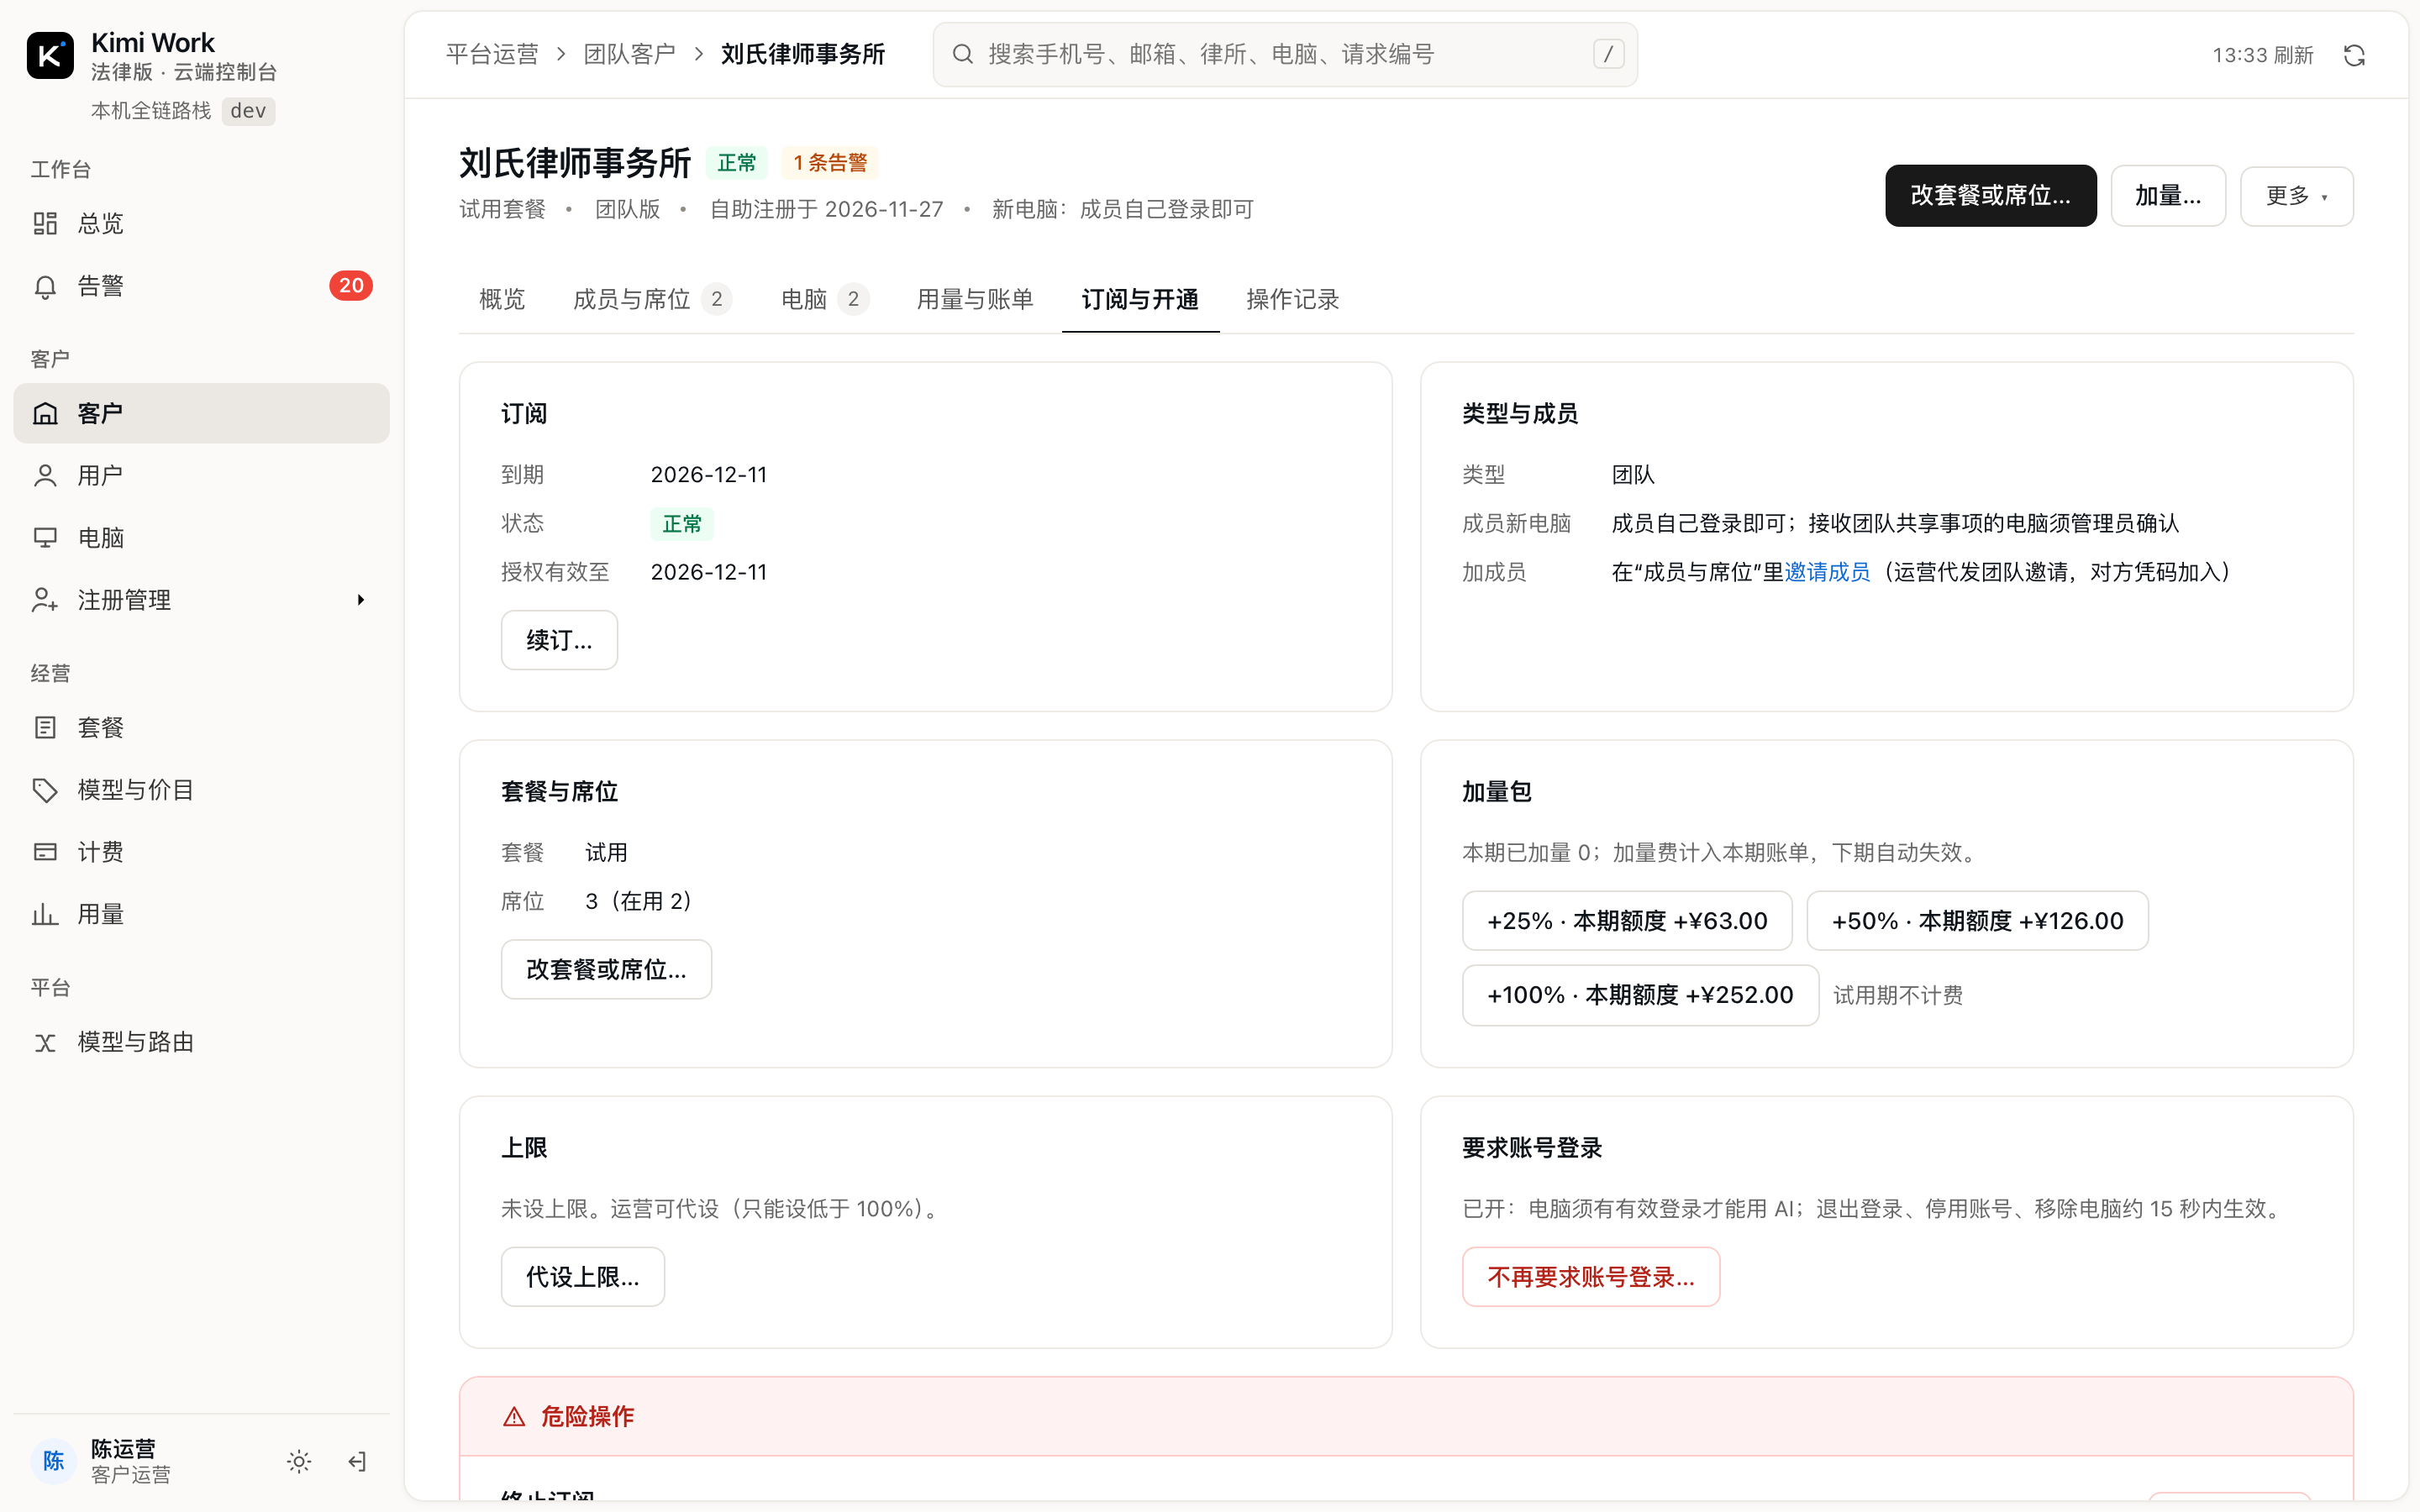 Kimi Work
法律版 · 云端控制台
本机全链路栈 dev
工作台
总览
告警 20
客户
客户
用户
电脑
注册管理
经营
套餐
模型与价目
计费
用量
平台
模型与路由
陈 陈运营
客户运营
平台运营 > 团队客户 > 刘氏律师事务所
搜索手机号、邮箱、律所、电脑、请求编号 /
13:33 刷新
刘氏律师事务所 正常 1 条告警
试用套餐 • 团队版 • 自助注册于 2026-11-27 • 新电脑：成员自己登录即可
改套餐或席位... 加量... 更多
概览 成员与席位 2 电脑 2 用量与账单 订阅与开通 操作记录
订阅
到期 2026-12-11
状态 正常
授权有效至 2026-12-11
续订...
类型与成员
类型 团队
成员新电脑 成员自己登录即可；接收团队共享事项的电脑须管理员确认
加成员 在“成员与席位”里邀请成员（运营代发团队邀请，对方凭码加入）
套餐与席位
套餐 试用
席位 3（在用 2）
改套餐或席位...
加量包
本期已加量 0；加量费计入本期账单，下期自动失效。
+25% · 本期额度 +¥63.00 +50% · 本期额度 +¥126.00
+100% · 本期额度 +¥252.00 试用期不计费
上限
未设上限。运营可代设（只能设低于 100%）。
代设上限...
要求账号登录
已开：电脑须有有效登录才能用 AI；退出登录、停用账号、移除电脑约 15 秒内生效。
不再要求账号登录...
危险操作
终止订阅